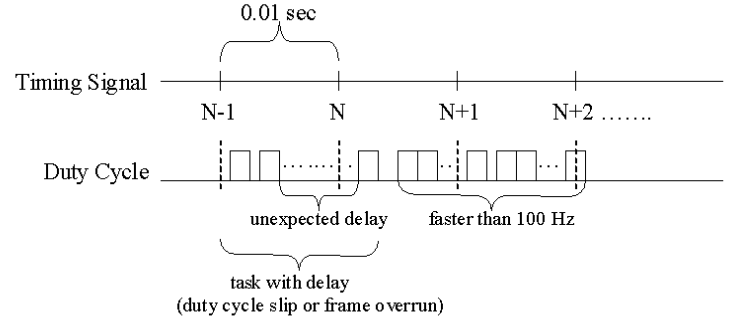 0.01 sec
Timing Signal
N-1 N N+1 N+2 .......
Duty Cycle
unexpected delay faster than 100 Hz
task with delay
(duty cycle slip or frame overrun)